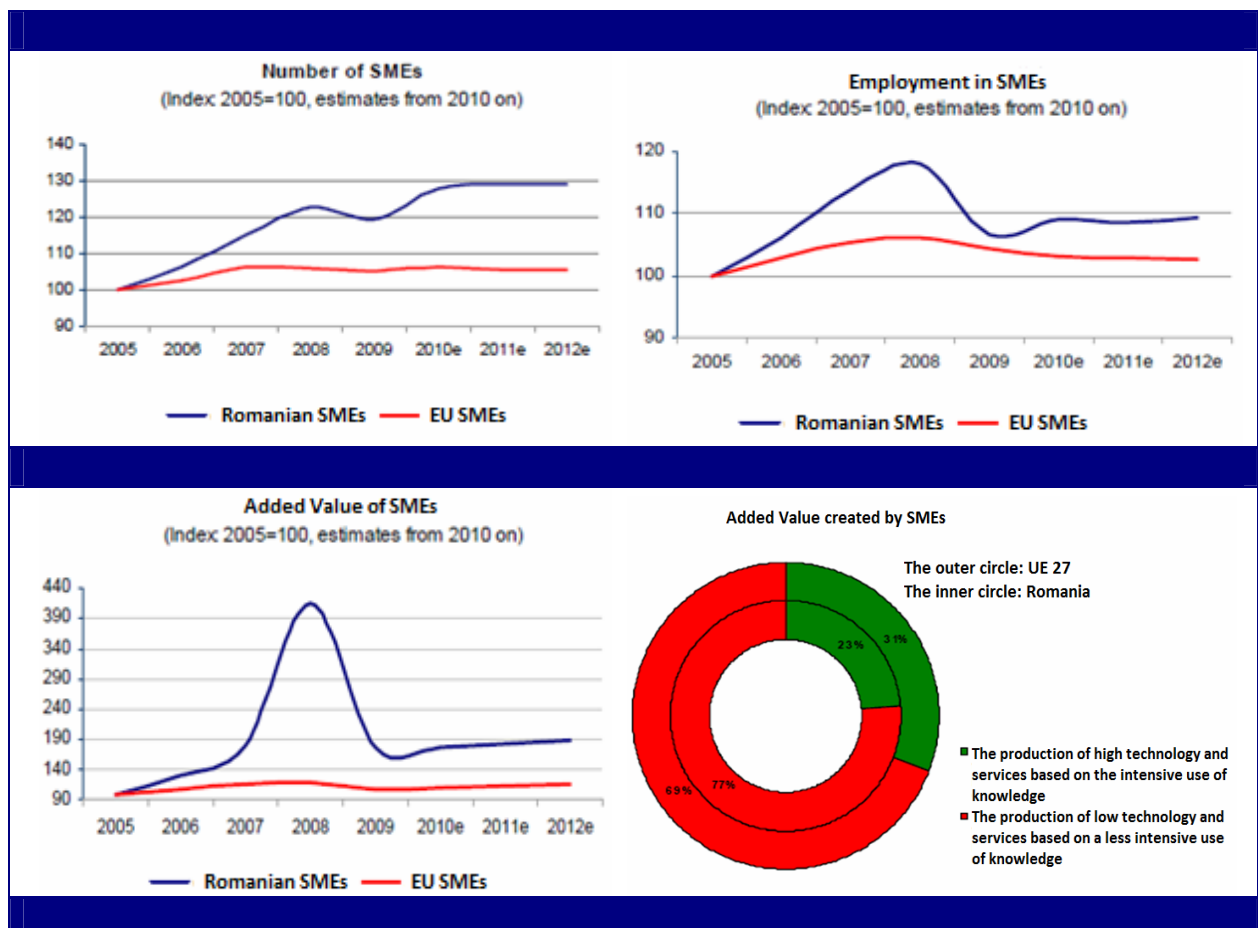 Number of SMEs
(Index 2005=100, estimates from 2010 on)
140
130
120
110
100
90
2005 2006 2007 2008 2009 2010e 2011e 2012e
Romanian SMEs EU SMEs
Employment in SMEs
(Index 2005=100, estimates from 2010 on)
120
110
100
90
2005 2006 2007 2008 2009 2010e 2011e 2012e
Romanian SMEs EU SMEs
Added Value of SMEs
(Index 2005=100, estimates from 2010 on)
440
390
340
290
240
190
140
90
2005 2006 2007 2008 2009 2010e 2011e 2012e
Romanian SMEs EU SMEs
Added Value created by SMEs
The outer circle: UE 27
The inner circle: Romania
23% 31%
69% 77%
The production of high technology and
services based on the intensive use of
knowledge
The production of low technology and
services based on a less intensive use
of knowledge